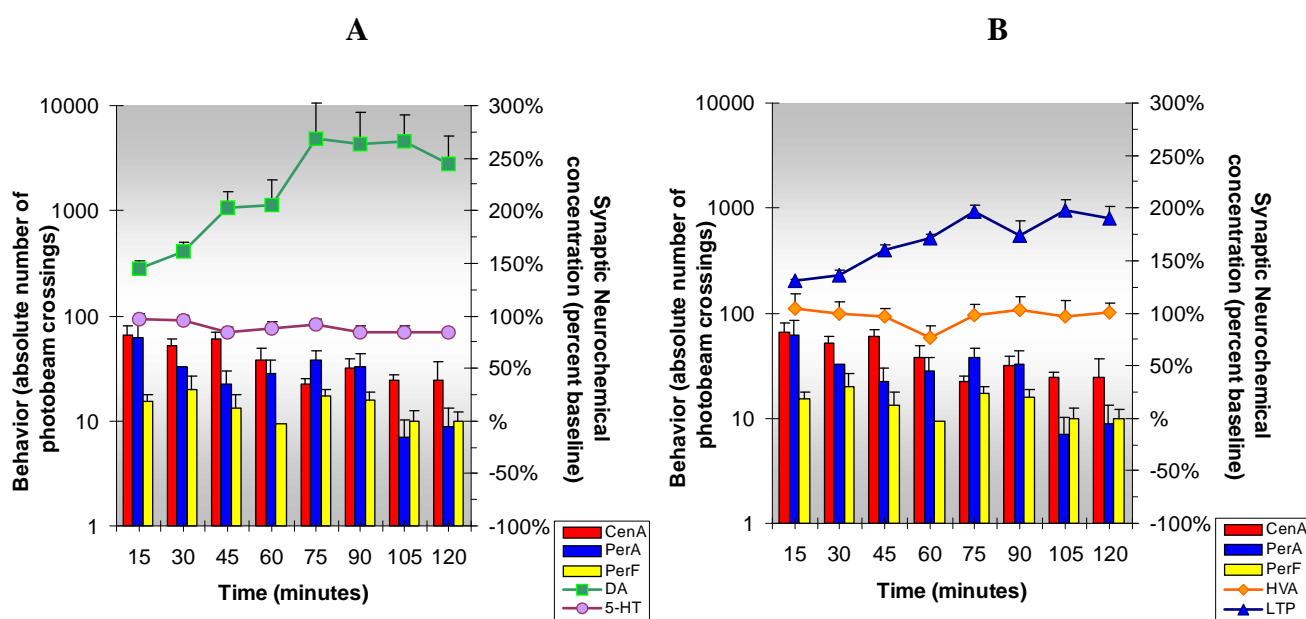 A
10000
1000
100
10
1
Behavior (absolute number of
photobeam crossings)
300%
250%
200%
150%
100%
50%
%
-50%
-100%
Synaptic Neurochemical
concentration (percent baseline)
15 30 45 60 75 90 105 120
Time (minutes)
CenA
PerA
PerF
DA
5-HT
B
10000
1000
100
10
1
Behavior (absolute number of
photobeam crossings)
300%
250%
200%
150%
100%
50%
%
-50%
-100%
Synaptic Neurochemical
concentration (percent baseline)
15 30 45 60 75 90 105 120
Time (minutes)
CenA
PerA
PerF
HVA
LTP